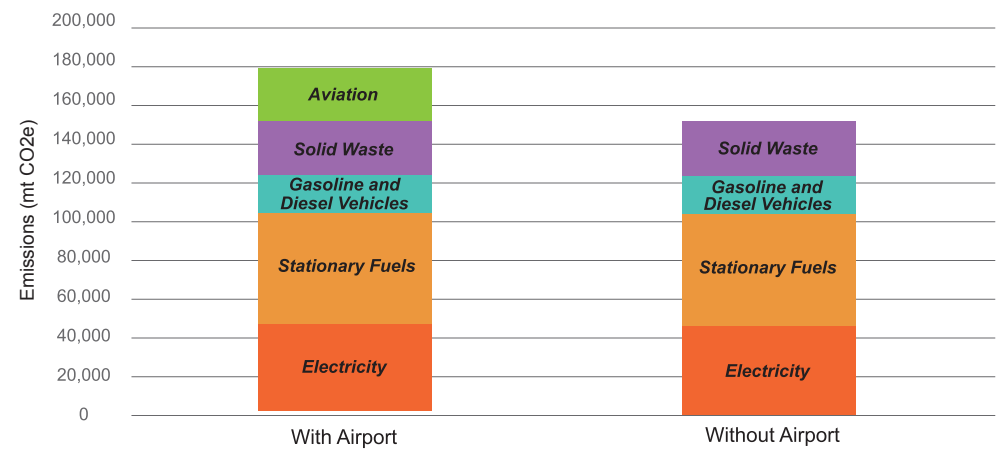 200,000
180,000
160,000
140,000
120,000
100,000
80,000
60,000
40,000
20,000
0
Emissions (mt CO2e)
Aviation
Solid Waste
Gasoline and
Diesel Vehicles
Stationary Fuels
Electricity
Solid Waste
Gasoline and
Diesel Vehicles
Stationary Fuels
Electricity
With Airport
Without Airport